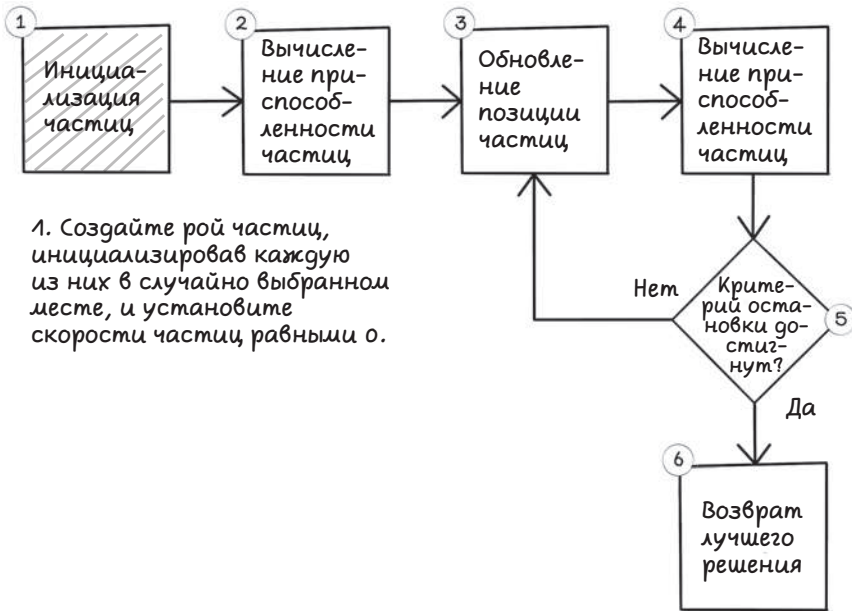 1
Инициа-
лизация
частиц
2
Вычисле-
ние при-
способ-
ленности
частиц
3
Обновле-
ние
позиции
частиц
4
Вычисле-
ние при-
способ-
ленности
частиц
1. Создайте рой частиц,
инициализировав каждую
из них в случайно выбранном
месте, и установите
скорости частиц равными 0.
Нет
Крите-
рий оста-
новки до-
стиг-
нут?
5
Да
6
Возврат
лучшего
решения